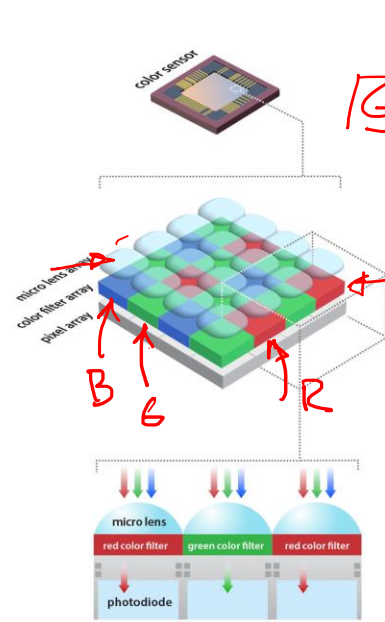 color sensor
G
micro lens array
color filter array
pixel array
B
G
R
micro lens
red color filter
green color filter
red color filter
photodiode